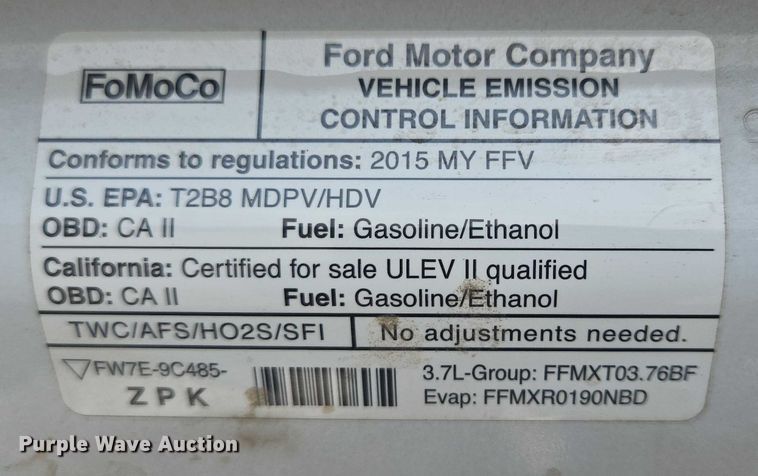 FoMoCo
Ford Motor Company
VEHICLE EMISSION
CONTROL INFORMATION
Conforms to regulations: 2015 MY FFV
U.S. EPA: T2B8 MDPV/HDV
OBD: CA II Fuel: Gasoline/Ethanol
California: Certified for sale ULEV II qualified
OBD: CA II Fuel: Gasoline/Ethanol
TWC/AFS/HO2S/SFI No adjustments needed.
FW7E-9C485-
ZPK
3.7L-Group: FFMXT03.76BF
Evap: FFMXR0190NBD
Purple Wave Auction